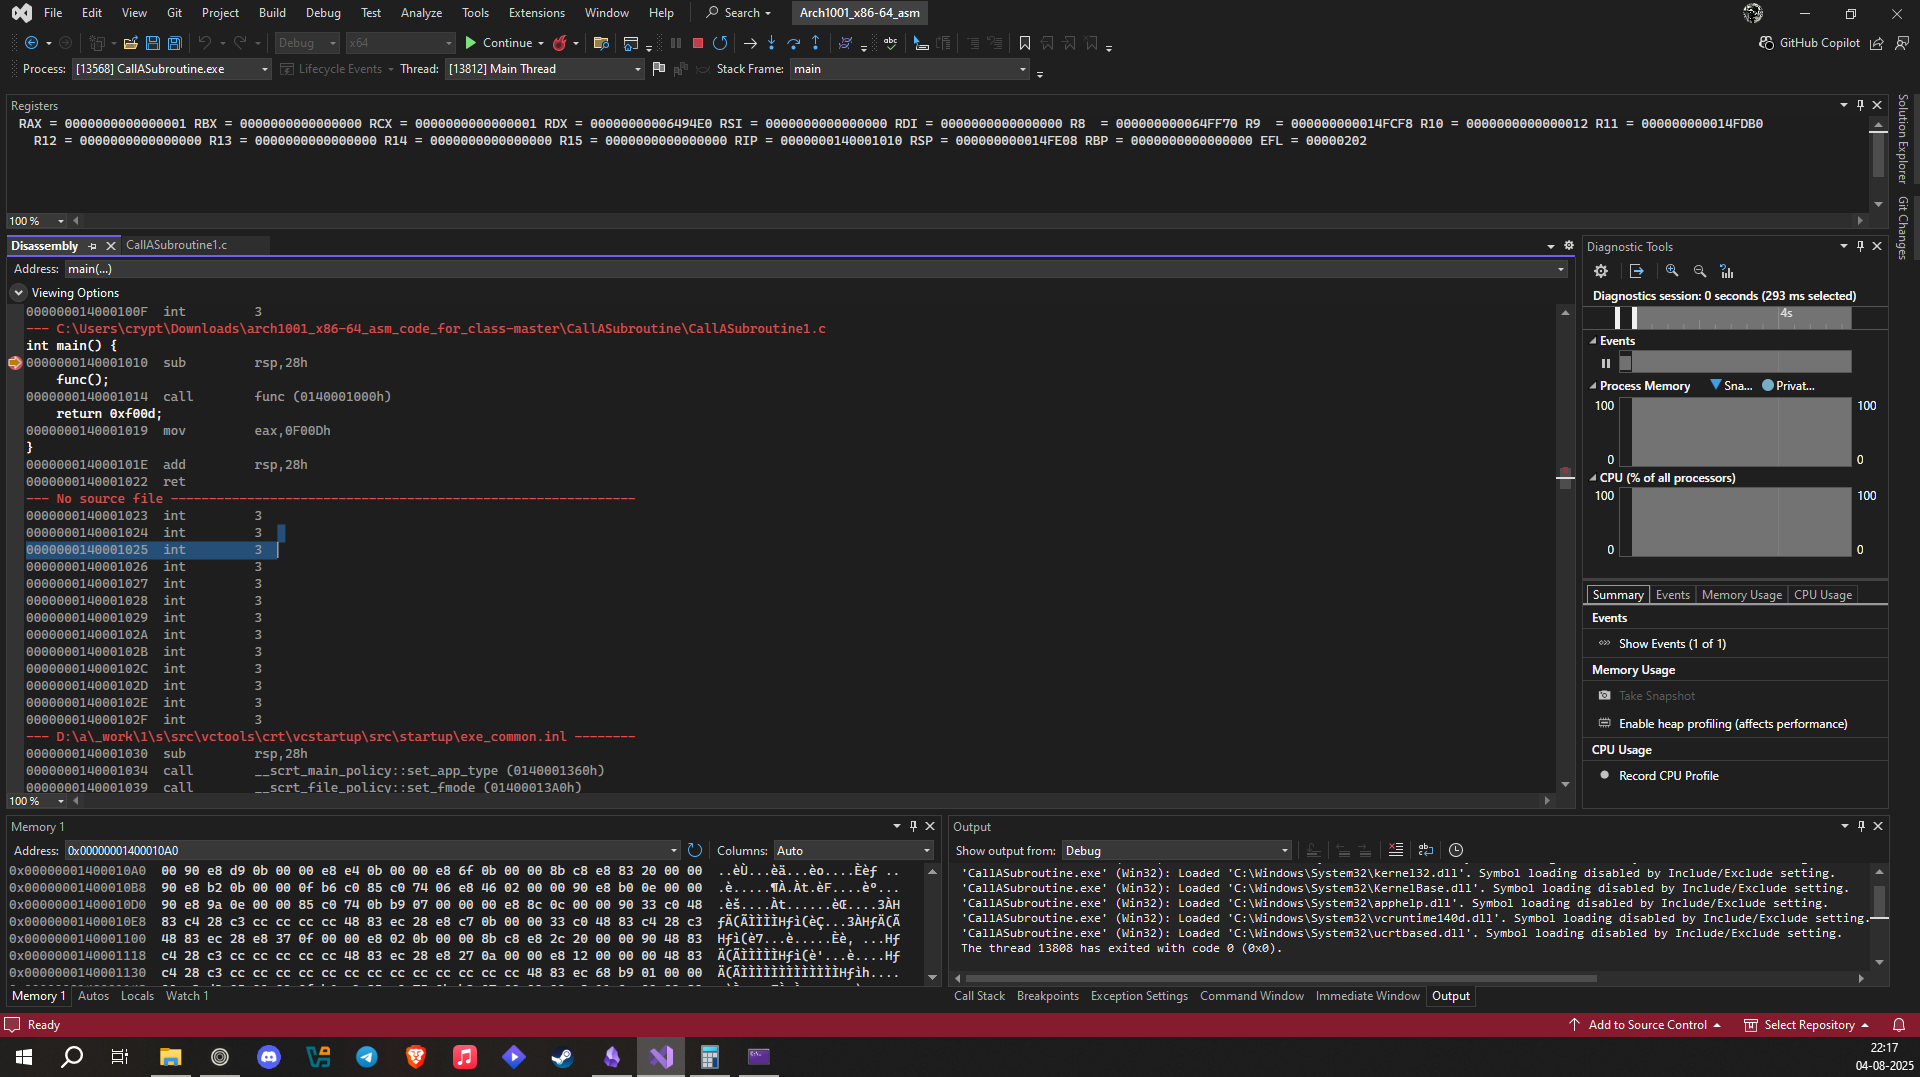 File Edit View Git Project Build Debug Test Analyze Tools Extensions Window Help Search Arch1001_x86-64_asm
Debug x64 Continue GitHub Copilot
Process: [13568] CallASubroutine.exe Lifecycle Events Thread: [13812] Main Thread Stack Frame: main
Registers
RAX = 0000000000000001 RBX = 0000000000000000 RCX = 0000000000000001 RDX = 00000000006494E0 RSI = 0000000000000000 RDI = 0000000000000000 R8 = 000000000064FF70 R9 = 000000000014FCF8 R10 = 0000000000000012 R11 = 000000000014FDB0
R12 = 0000000000000000 R13 = 0000000000000000 R14 = 0000000000000000 R15 = 0000000000000000 RIP = 0000000140001010 RSP = 000000000014FE08 RBP = 0000000000000000 EFL = 00000202
100 %
Solution Explorer
Git Changes
Disassembly CallASubroutine1.c
Address: main(...)
Viewing Options
000000014000100F int 3
--- C:\Users\crypt\Downloads\arch1001_x86-64_asm_code_for_class-master\CallASubroutine\CallASubroutine1.c
int main() {
0000000140001010 sub rsp,28h
func();
0000000140001014 call func (0140001000h)
return 0xf00d;
0000000140001019 mov eax,0F00Dh
}
000000014000101E add rsp,28h
0000000140001022 ret
--- No source file -------------------------------------------------------------
0000000140001023 int 3
0000000140001024 int 3
0000000140001025 int 3
0000000140001026 int 3
0000000140001027 int 3
0000000140001028 int 3
0000000140001029 int 3
000000014000102A int 3
000000014000102B int 3
000000014000102C int 3
000000014000102D int 3
000000014000102E int 3
000000014000102F int 3
--- D:\a\_work\1\s\src\vctools\crt\vcstartup\src\startup\exe_common.inl --------
0000000140001030 sub rsp,28h
0000000140001034 call __scrt_main_policy::set_app_type (0140001360h)
0000000140001039 call __scrt_file_policy::set_fmode (01400013A0h)
100 %
Diagnostic Tools
Diagnostics session: 0 seconds (293 ms selected)
4s
Events
Process Memory Sna... Privat...
100 100
0 0
CPU (% of all processors)
100 100
0 0
Summary Events Memory Usage CPU Usage
Events
Show Events (1 of 1)
Memory Usage
Take Snapshot
Enable heap profiling (affects performance)
CPU Usage
Record CPU Profile
Memory 1
Address: 0x00000001400010A0 Columns: Auto
0x00000001400010A0 00 90 e8 d9 0b 00 00 e8 e4 0b 00 00 e8 6f 0b 00 00 8b c8 e8 83 20 00 00 ..èÙ...èä...èo....Èèƒ ..
0x00000001400010B8 90 e8 b2 0b 00 00 0f b6 c0 85 c0 74 06 e8 46 02 00 00 90 e8 b0 0e 00 00
0x00000001400010D0 90 e8 9a 0e 00 00 85 c0 74 0b b9 07 00 00 00 e8 8c 0c 00 00 90 33 c0 48
0x00000001400010E8 83 c4 28 c3 cc cc cc cc 48 83 ec 28 e8 c7 0b 00 00 33 c0 48 83 c4 28 c3 ƒÄ(ÃÌÌÌÌHƒì(èÇ...3ÀHƒÄ(Ã
0x0000000140001100 48 83 ec 28 e8 37 0f 00 00 e8 02 0b 00 00 8b c8 e8 2c 20 00 00 90 48 83 Hƒì(è7...è.....Èè, ...Hƒ
0x0000000140001118 c4 28 c3 cc cc cc cc cc 48 83 ec 28 e8 27 0a 00 00 e8 12 00 00 00 48 83 Ä(ÃÌÌÌÌÌHƒì(è'...è....Hƒ
0x0000000140001130 c4 28 c3 cc cc cc cc cc cc cc cc cc cc cc cc cc 48 83 ec 68 b9 01 00 00 Ä(ÃÌÌÌÌÌÌÌÌÌÌÌÌÌHƒìh....
Memory 1 Autos Locals Watch 1
Output
Show output from: Debug
'CallASubroutine.exe' (Win32): Loaded 'C:\Windows\System32\kernel32.dll'. Symbol loading disabled by Include/Exclude setting.
'CallASubroutine.exe' (Win32): Loaded 'C:\Windows\System32\KernelBase.dll'. Symbol loading disabled by Include/Exclude setting.
'CallASubroutine.exe' (Win32): Loaded 'C:\Windows\System32\apphelp.dll'. Symbol loading disabled by Include/Exclude setting.
'CallASubroutine.exe' (Win32): Loaded 'C:\Windows\System32\vcruntime140d.dll'. Symbol loading disabled by Include/Exclude setting.
'CallASubroutine.exe' (Win32): Loaded 'C:\Windows\System32\ucrtbased.dll'. Symbol loading disabled by Include/Exclude setting.
The thread 13808 has exited with code 0 (0x0).
Call Stack Breakpoints Exception Settings Command Window Immediate Window Output
Ready Add to Source Control Select Repository
22:17
04-08-2025